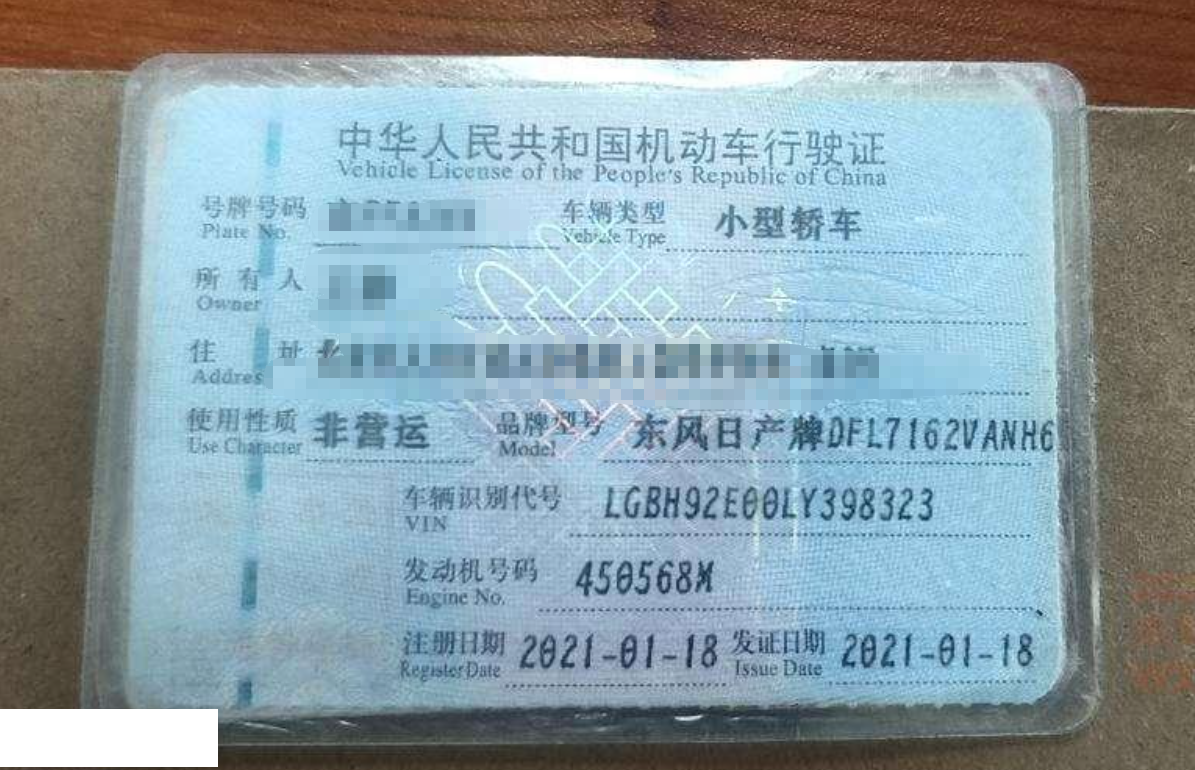 中华人民共和国机动车行驶证
Vehicle License of the People's Republic of China
号牌号码 车辆类型 小型轿车
Plate No. Vehicle Type
所有人
Owner
住址
Addres
使用性质 非营运 品牌型号 东风日产牌DFL7162VANH6
Use Character Model
车辆识别代号 LGBH92E00LY398323
VIN
发动机号码 450568M
Engine No.
注册日期 2021-01-18 发证日期 2021-01-18
Register Date Issue Date